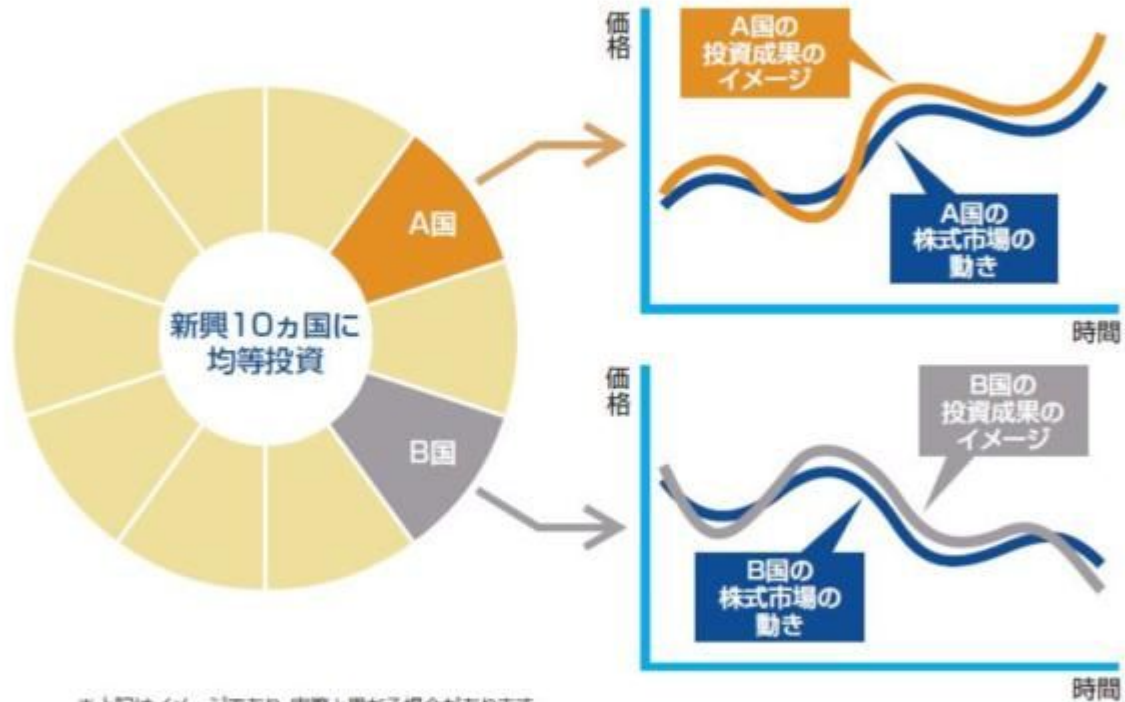 新興10ヵ国に
均等投資
A国
B国
価格
A国の
投資成果の
イメージ
A国の
株式市場の
動き
時間
価格
B国の
投資成果の
イメージ
B国の
株式市場の
動き
時間